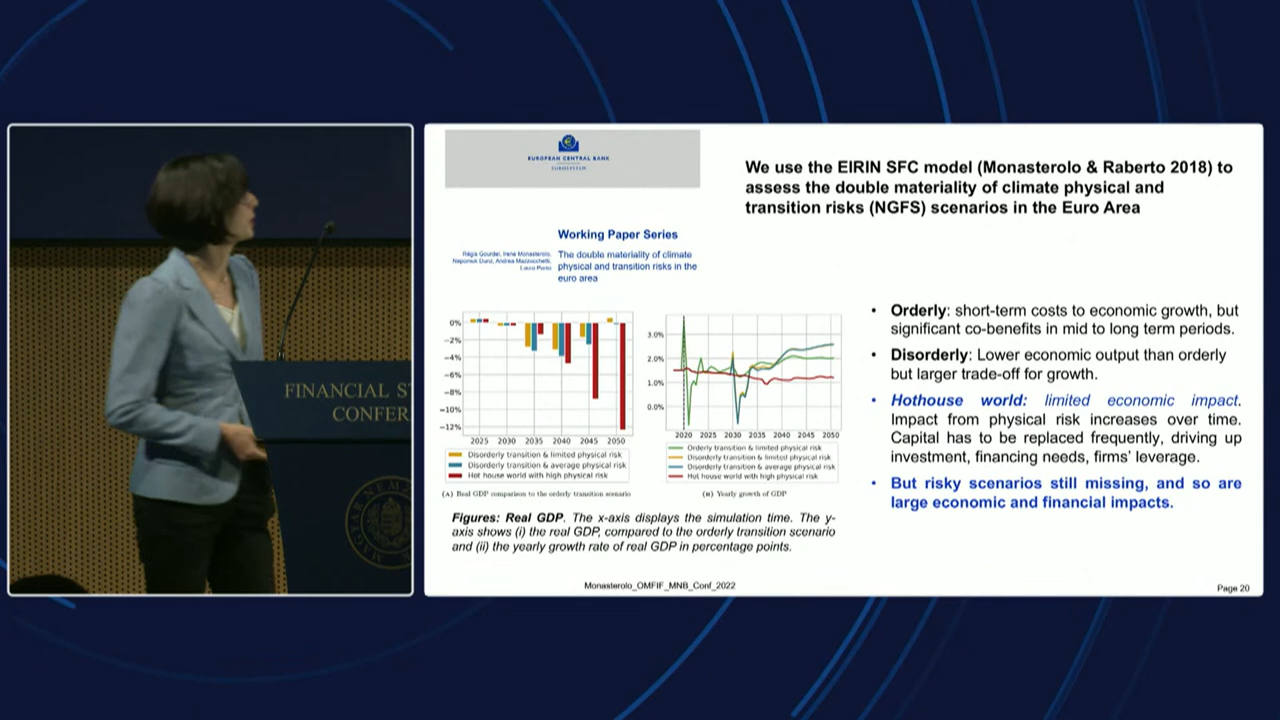 FINANCIAL ST
CONFER
MAGYAR NEM
EUROPEAN CENTRAL BANK
EUROSYSTEM
We use the EIRIN SFC model (Monasterolo & Raberto 2018) to
assess the double materiality of climate physical and
transition risks (NGFS) scenarios in the Euro Area
Working Paper Series
Régis Gourdel, Irene Monasterolo,
Nepomuk Dunz, Andrea Mazzocchetti,
Laura Parisi
The double materiality of climate
physical and transition risks in the
euro area
0%
−2%
−4%
−6%
−8%
−10%
−12%
2025 2030 2035 2040 2045 2050
Disorderly transition & limited physical risk
Disorderly transition & average physical risk
Hot house world with high physical risk
(A) Real GDP comparison to the orderly transition scenario
3.0%
2.0%
1.0%
0.0%
2020 2025 2030 2035 2040 2045 2050
Orderly transition & limited physical risk
Disorderly transition & limited physical risk
Disorderly transition & average physical risk
Hot house world with high physical risk
(B) Yearly growth of GDP
Figures: Real GDP. The x-axis displays the simulation time. The y-
axis shows (i) the real GDP, compared to the orderly transition scenario
and (ii) the yearly growth rate of real GDP in percentage points.
• Orderly: short-term costs to economic growth, but
significant co-benefits in mid to long term periods.
• Disorderly: Lower economic output than orderly
but larger trade-off for growth.
• Hothouse world: limited economic impact.
Impact from physical risk increases over time.
Capital has to be replaced frequently, driving up
investment, financing needs, firms' leverage.
• But risky scenarios still missing, and so are
large economic and financial impacts.
Monasterolo_OMFIF_MNB_Conf_2022
Page 20